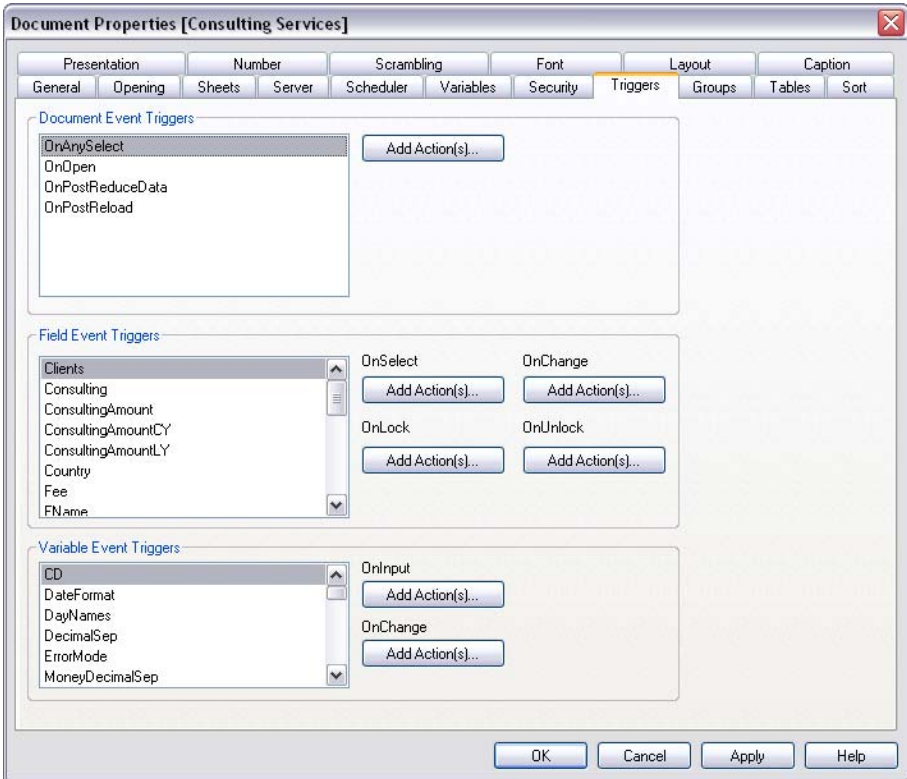 Document Properties [Consulting Services]
Presentation Number Scrambling Font Layout Caption
General Opening Sheets Server Scheduler Variables Security Triggers Groups Tables Sort
Document Event Triggers
OnAnySelect
Add Action(s)...
OnOpen
OnPostReduceData
OnPostReload
Field Event Triggers
Clients
Consulting
ConsultingAmount
ConsultingAmountCY
ConsultingAmountLY
Country
Fee
FName
OnSelect OnChange
Add Action(s)... Add Action(s)...
OnLock OnUnlock
Add Action(s)... Add Action(s)...
Variable Event Triggers
CD
DateFormat
DayNames
DecimalSep
ErrorMode
MoneyDecimalSep
OnInput
Add Action(s)...
OnChange
Add Action(s)...
OK Cancel Apply Help